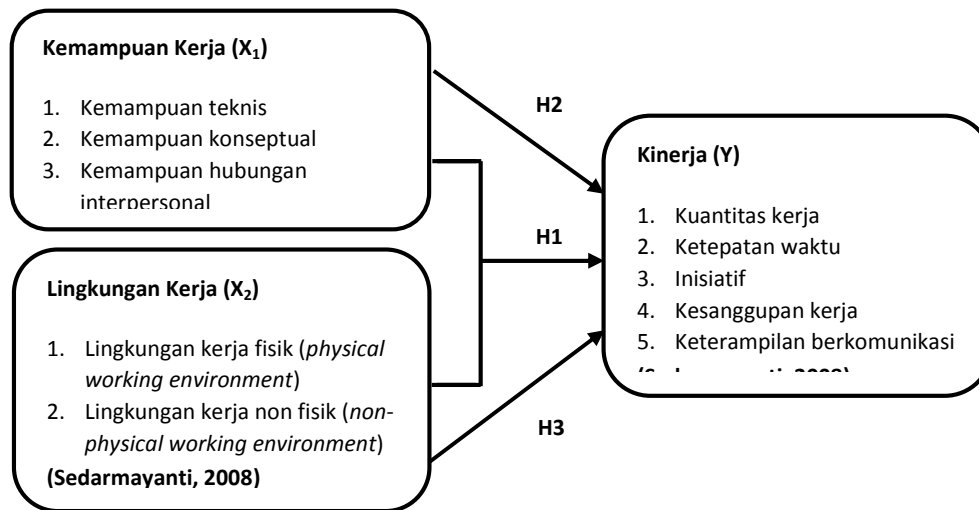 Kemampuan Kerja (X₁)
1. Kemampuan teknis
2. Kemampuan konseptual
3. Kemampuan hubungan
interpersonal
H2
Kinerja (Y)
1. Kuantitas kerja
2. Ketepatan waktu
3. Inisiatif
4. Kesanggupan kerja
5. Keterampilan berkomunikasi
H1
Lingkungan Kerja (X₂)
1. Lingkungan kerja fisik (physical
working environment)
2. Lingkungan kerja non fisik (non-
physical working environment)
(Sedarmayanti, 2008)
H3